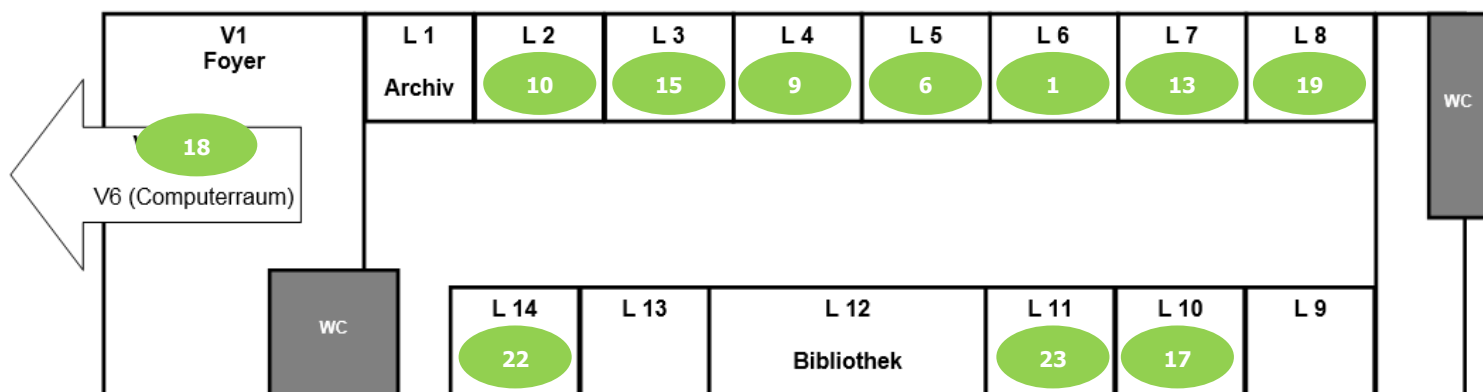 V1
Foyer
L 1
Archiv
L 2
10
L 3
15
L 4
9
L 5
6
L 6
1
L 7
13
L 8
19
WC
18
V6 (Computerraum)
WC
L 14
22
L 13
L 12
Bibliothek
L 11
23
L 10
17
L 9